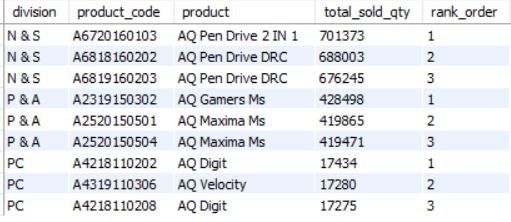 division product_code product total_sold_qty rank_order
N & S A6720160103 AQ Pen Drive 2 IN 1 701373 1
N & S A6818160202 AQ Pen Drive DRC 688003 2
N & S A6819160203 AQ Pen Drive DRC 676245 3
P & A A2319150302 AQ Gamers Ms 428498 1
P & A A2520150501 AQ Maxima Ms 419865 2
P & A A2520150504 AQ Maxima Ms 419471 3
PC A4218110202 AQ Digit 17434 1
PC A4319110306 AQ Velocity 17280 2
PC A4218110208 AQ Digit 17275 3